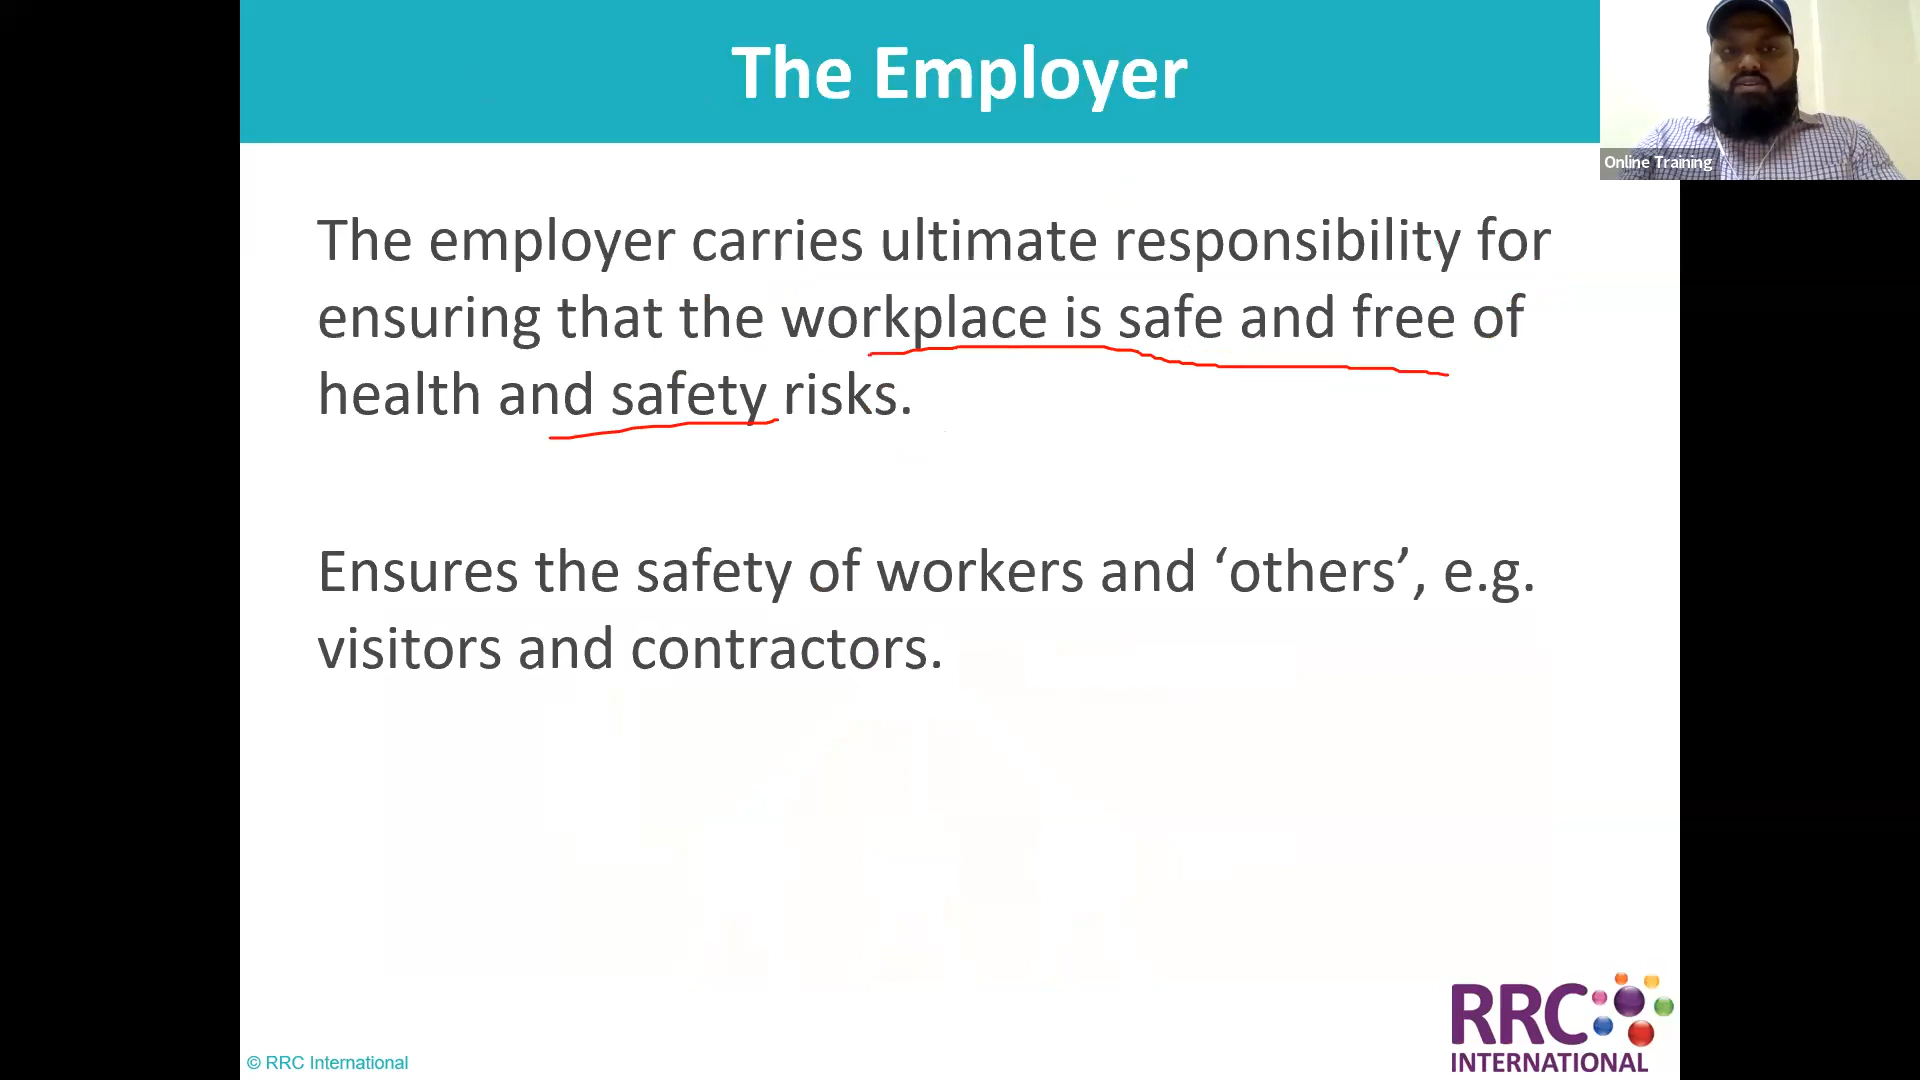 The Employer
Online Training
The employer carries ultimate responsibility for
ensuring that the workplace is safe and free of
health and safety risks.
Ensures the safety of workers and ‘others’, e.g.
visitors and contractors.
RRC
INTERNATIONAL
© RRC International